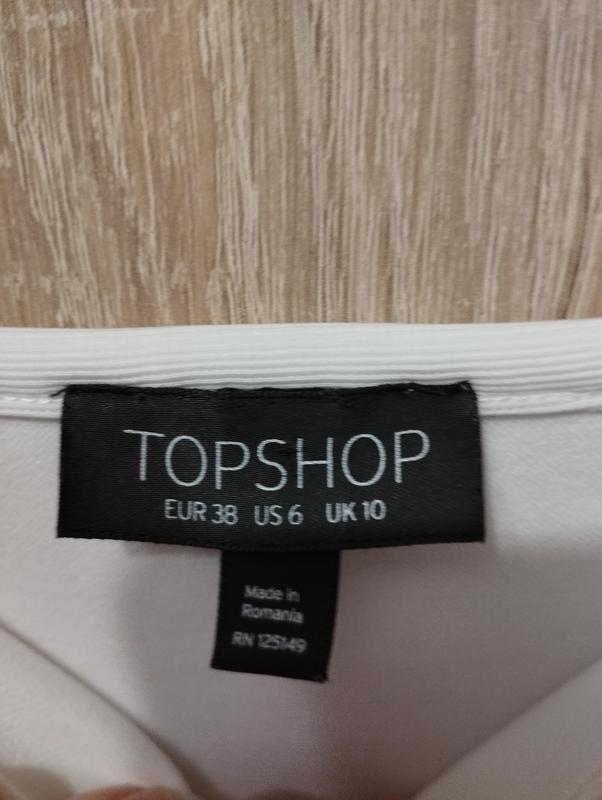 TOPSHOP
EUR 38 US 6 UK 10
Made in
Romania
RN 125149